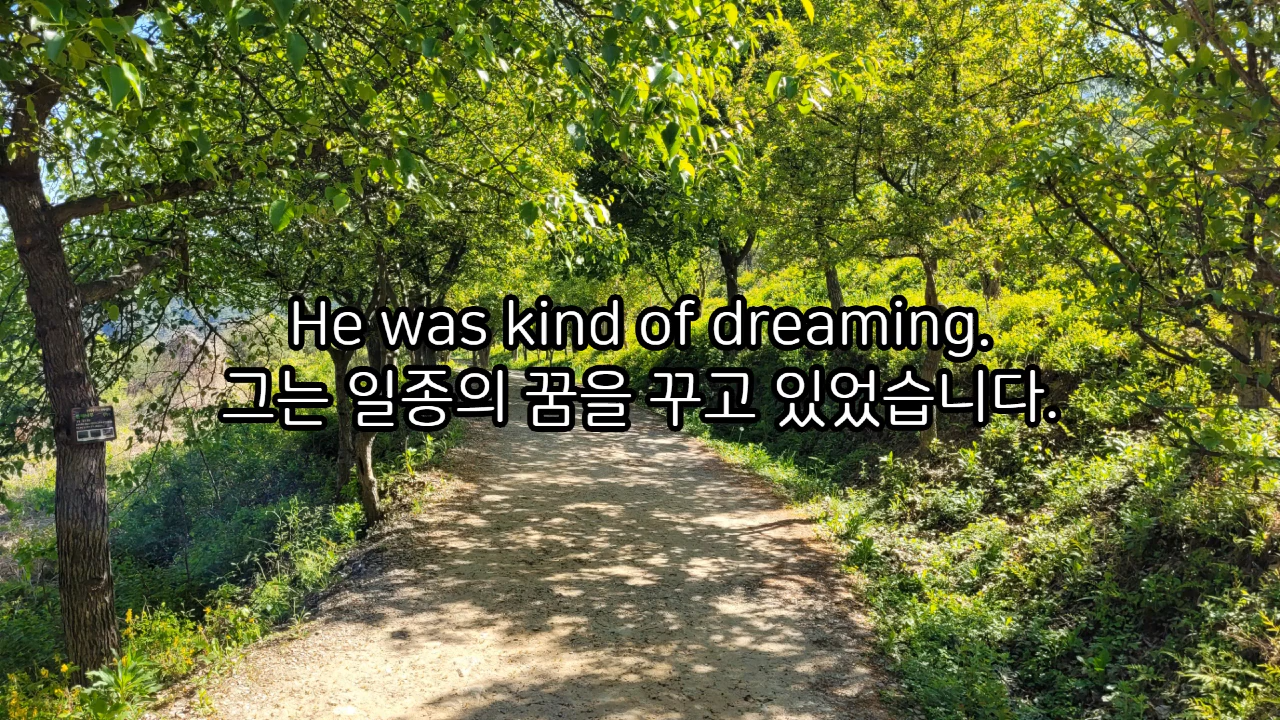 He was kind of dreaming.
그는 일종의 꿈을 꾸고 있었습니다.